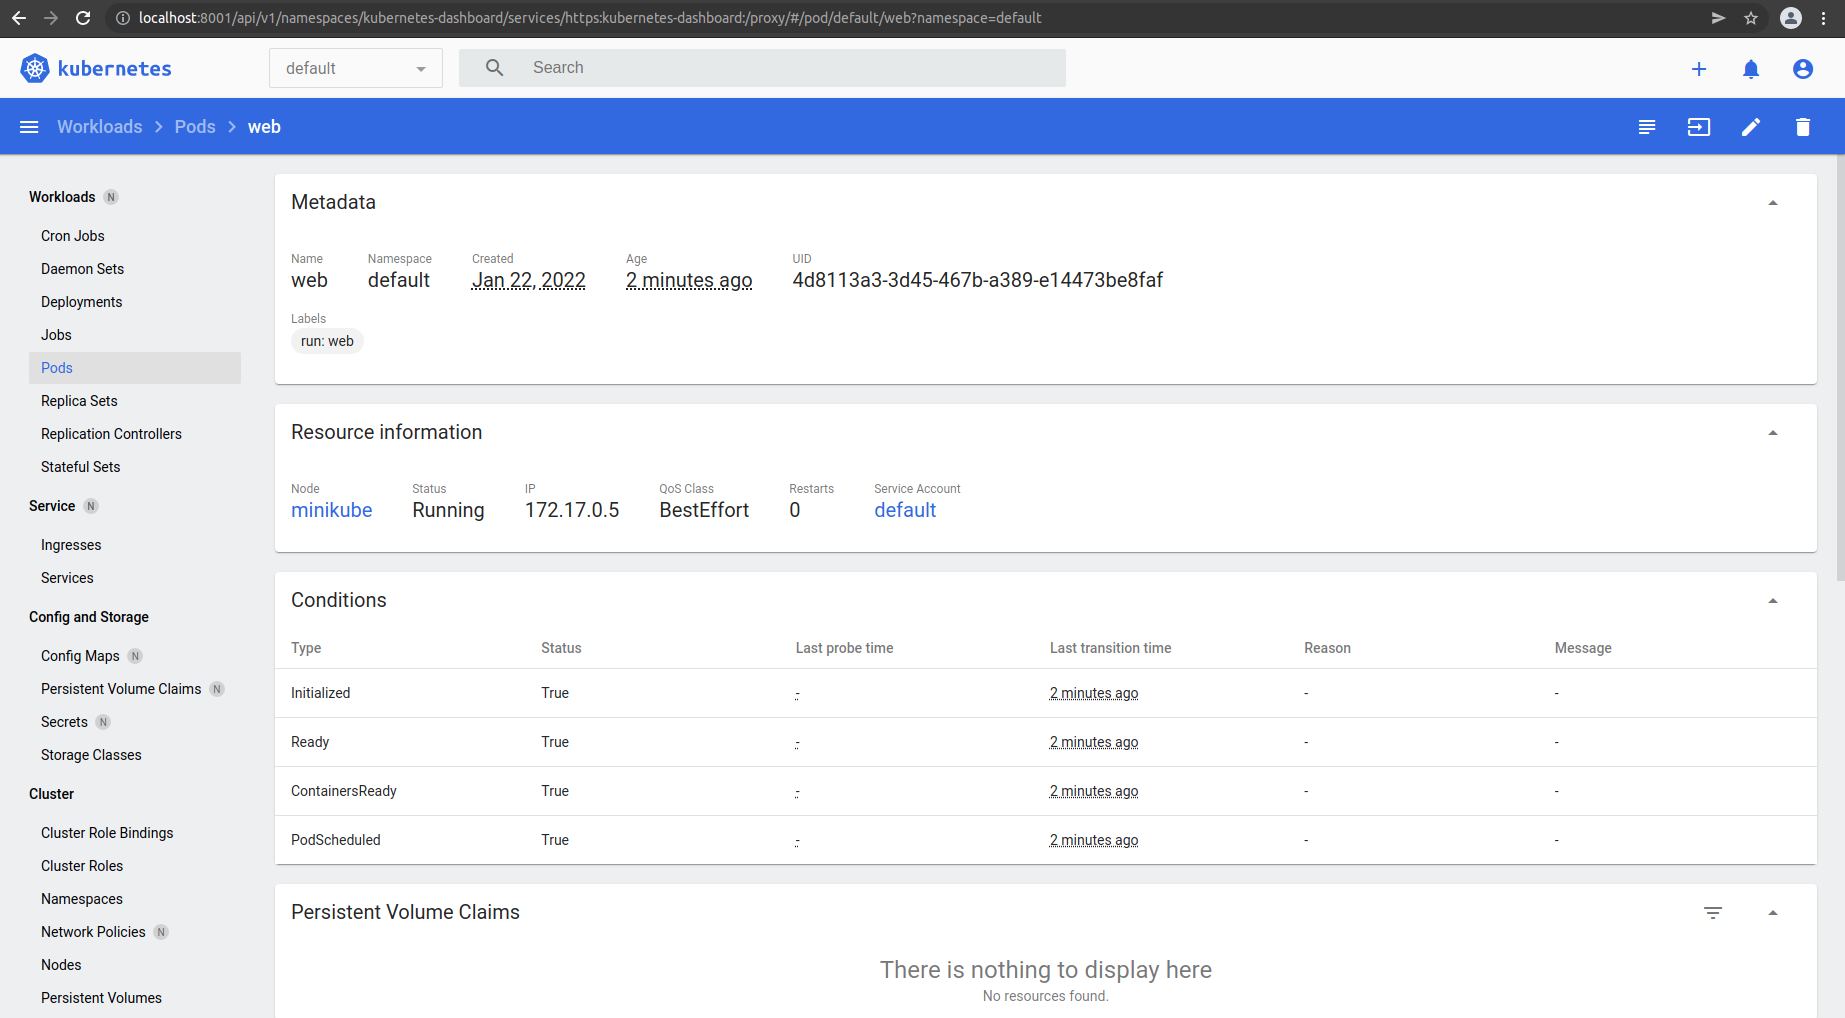 localhost:8001/api/v1/namespaces/kubernetes-dashboard/services/https:kubernetes-dashboard:/proxy/#/pod/default/web?namespace=default
kubernetes
default
Search
Workloads > Pods > web
Workloads N
Cron Jobs
Daemon Sets
Deployments
Jobs
Pods
Replica Sets
Replication Controllers
Stateful Sets
Service N
Ingresses
Services
Config and Storage
Config Maps N
Persistent Volume Claims N
Secrets N
Storage Classes
Cluster
Cluster Role Bindings
Cluster Roles
Namespaces
Network Policies N
Nodes
Persistent Volumes
Metadata
Name Namespace Created Age UID
web default Jan 22, 2022 2 minutes ago 4d8113a3-3d45-467b-a389-e14473be8faf
Labels
run: web
Resource information
Node Status IP QoS Class Restarts Service Account
minikube Running 172.17.0.5 BestEffort 0 default
Conditions
Type Status Last probe time Last transition time Reason Message
Initialized True - 2 minutes ago - -
Ready True - 2 minutes ago - -
ContainersReady True - 2 minutes ago - -
PodScheduled True - 2 minutes ago - -
Persistent Volume Claims
There is nothing to display here
No resources found.